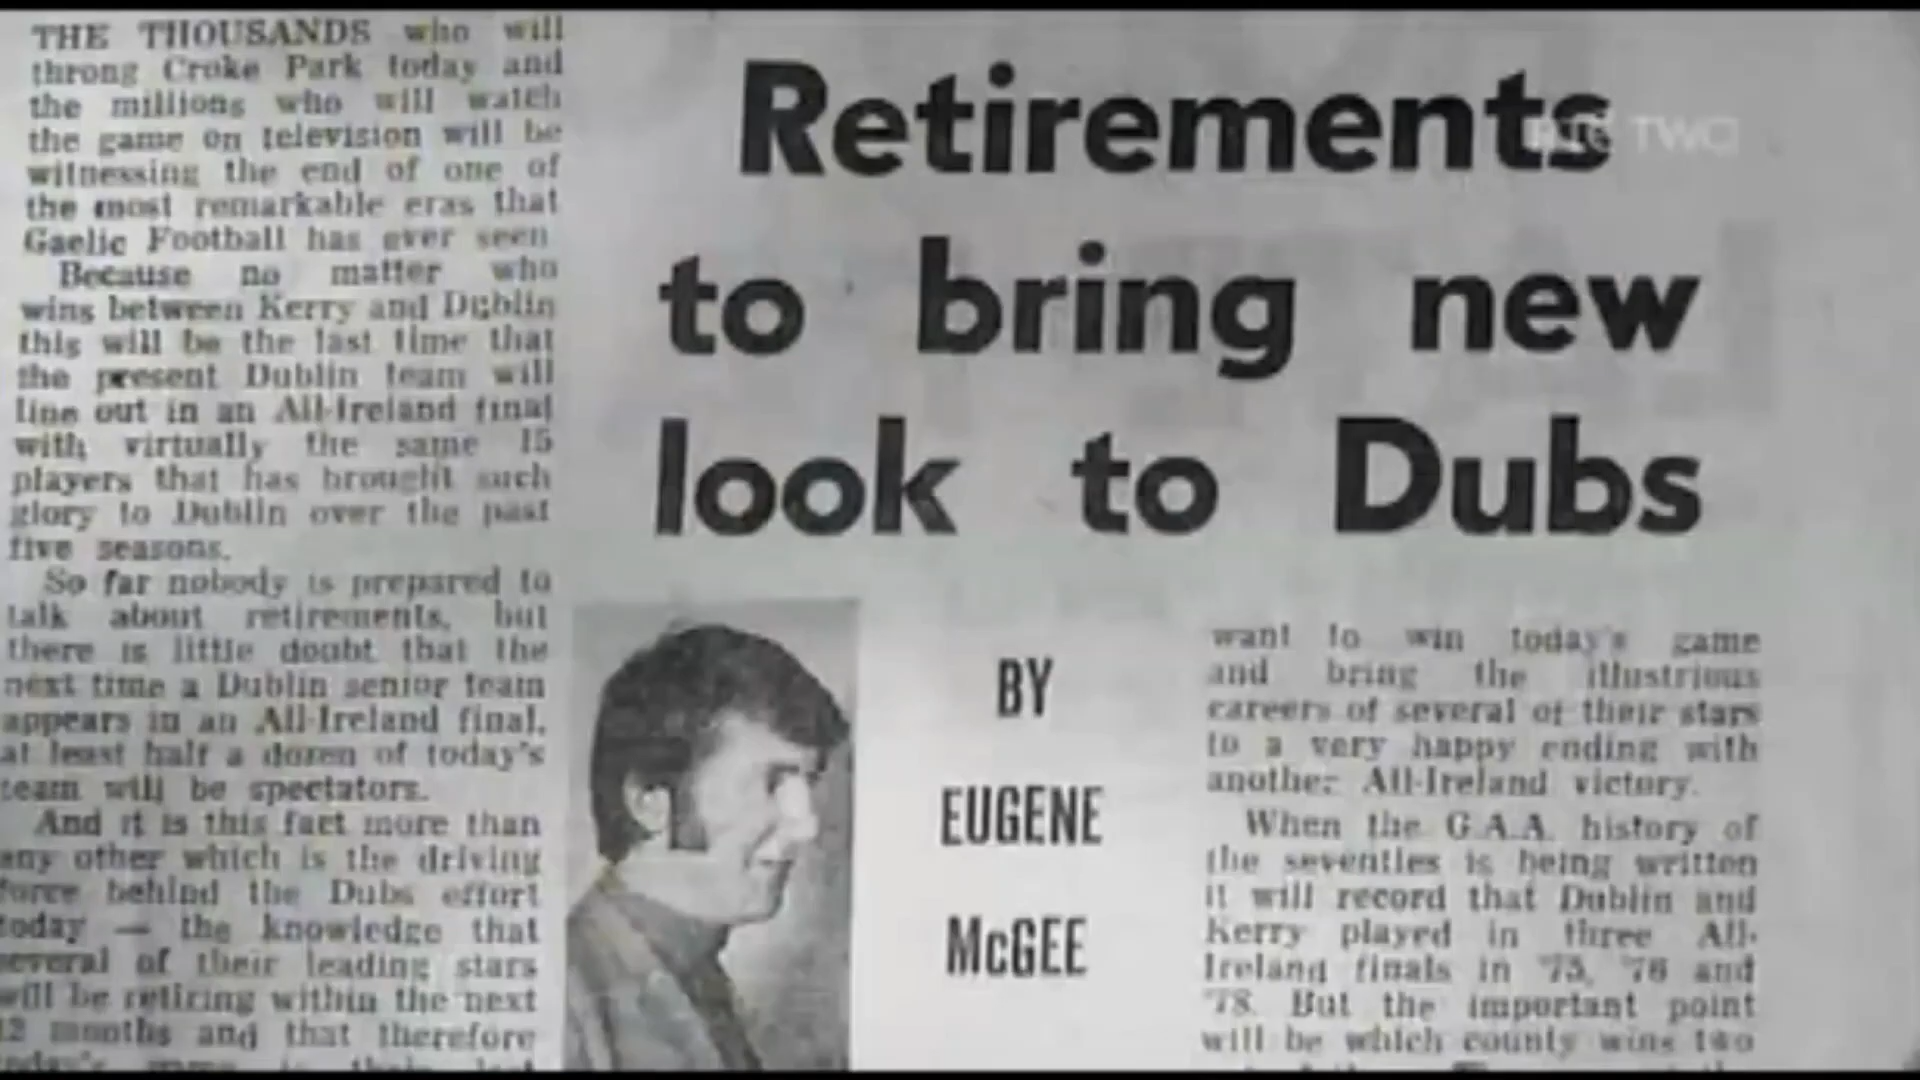 THE THOUSANDS who will
throng Croke Park today and
the millions who will watch
the game on television will be
witnessing the end of one of
the most remarkable eras that
Gaelic Football has ever seen
Because no matter who
wins between Kerry and Dublin
this will be the last time that
the present Dublin team will
line out in an All-Ireland final
with virtually the same 15
players that has brought such
glory to Dublin over the past
five seasons.
So far nobody is prepared to
talk about retirements, but
there is little doubt that the
next time a Dublin senior team
appears in an All-Ireland final,
at least half a dozen of today's
team will be spectators.
And it is this fact more than
any other which is the driving
force behind the Dubs effort
today — the knowledge that
several of their leading stars
will be retiring within the next
12 months and that therefore
Retirements
to bring new
look to Dubs
RTÉ TWO
BY
EUGENE
McGEE
want to win today's game
and bring the illustrious
careers of several of their stars
to a very happy ending with
another All-Ireland victory.
When the G.A.A. history of
the seventies is being written
it will record that Dublin and
Kerry played in three All-
Ireland finals in '75, '76 and
'78. But the important point
will be which county wins two